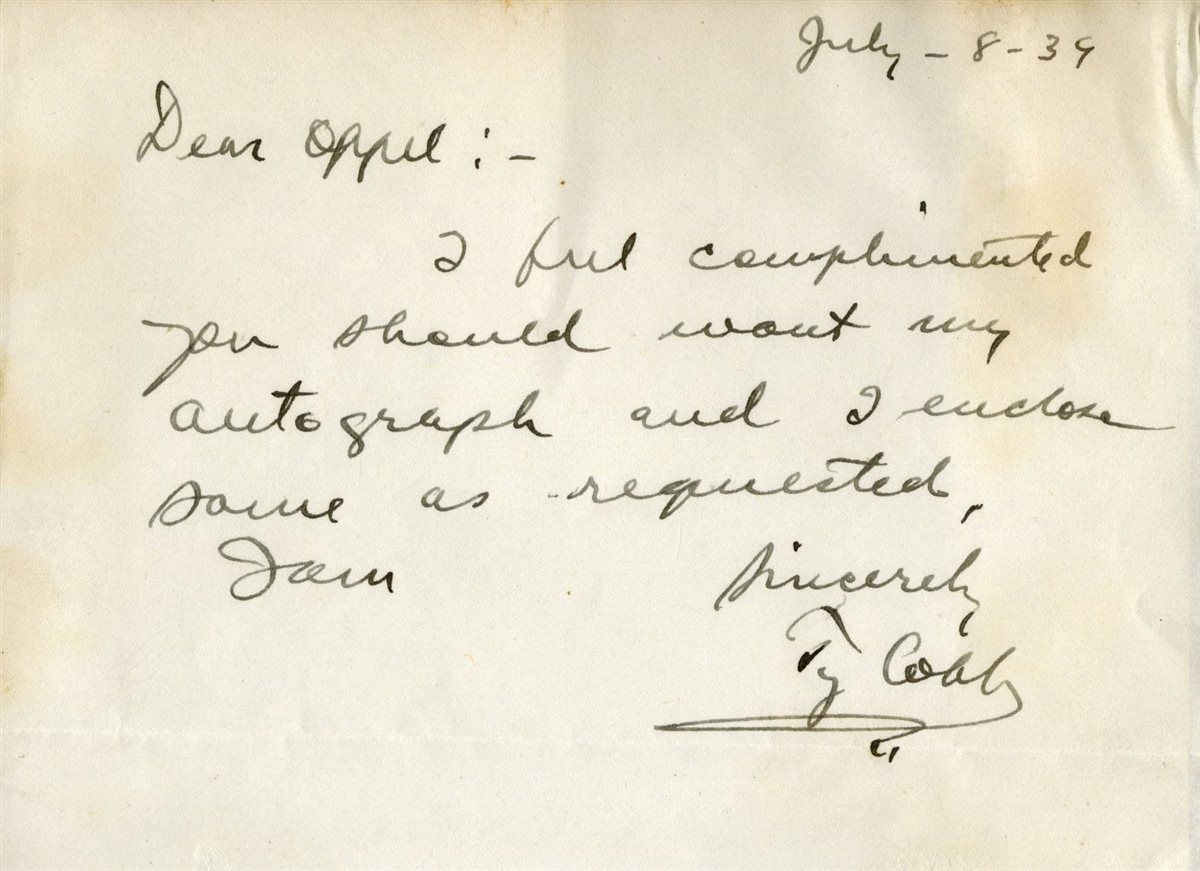 July - 8 - 39
Dear Oppel : -
I feel complimented
you should want my
autograph and I enclose
same as requested,
I am Sincerely
Ty Cobb